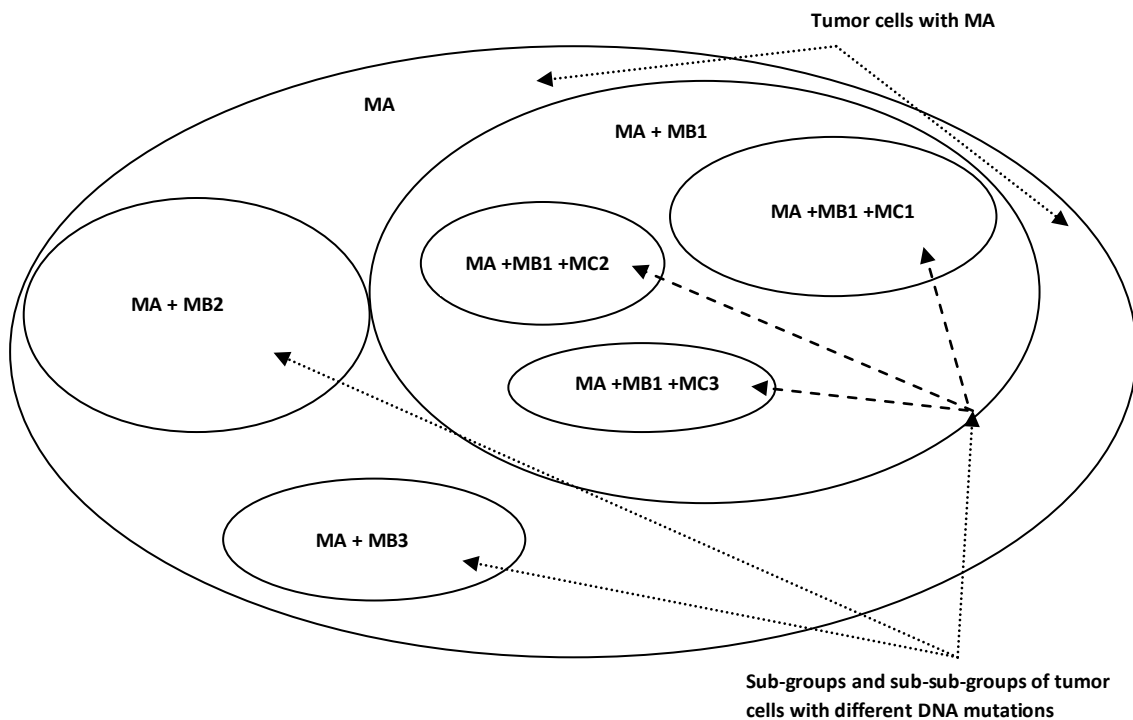 Tumor cells with MA
MA
MA + MB1
MA +MB1 +MC1
MA +MB1 +MC2
MA + MB2
MA +MB1 +MC3
MA + MB3
Sub-groups and sub-sub-groups of tumor
cells with different DNA mutations